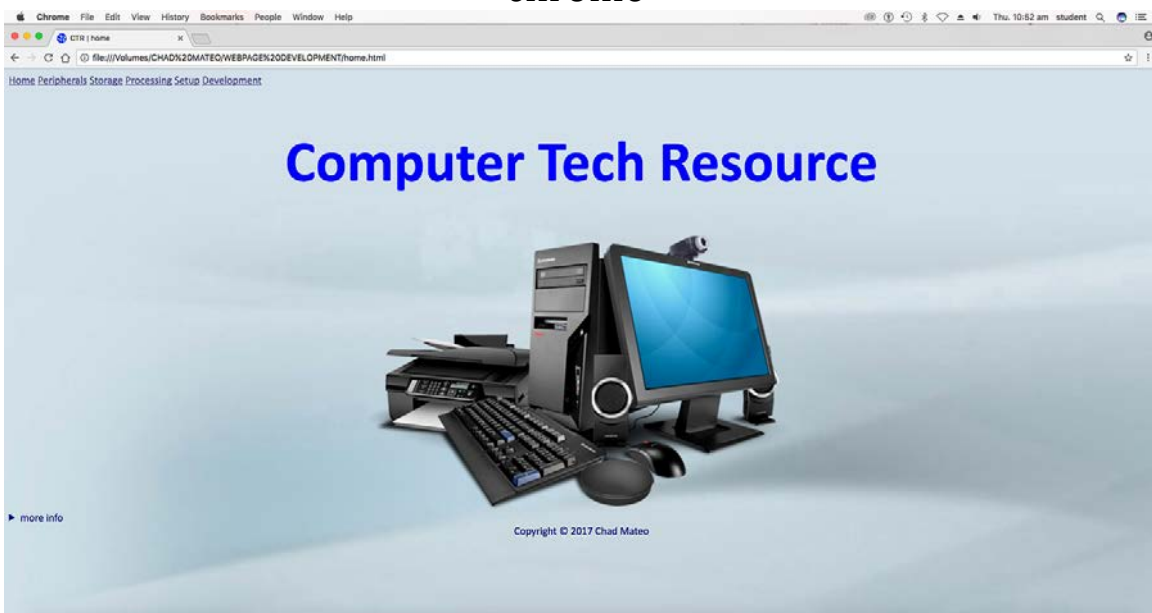 Chrome File Edit View History Bookmarks People Window Help Thu. 10:52 am student
CTR | home
file:///Volumes/CHAD%20MATEO/WEBPAGE%20DEVELOPMENT/home.html
Home Peripherals Storage Processing Setup Development
Computer Tech Resource
more info
Copyright © 2017 Chad Mateo